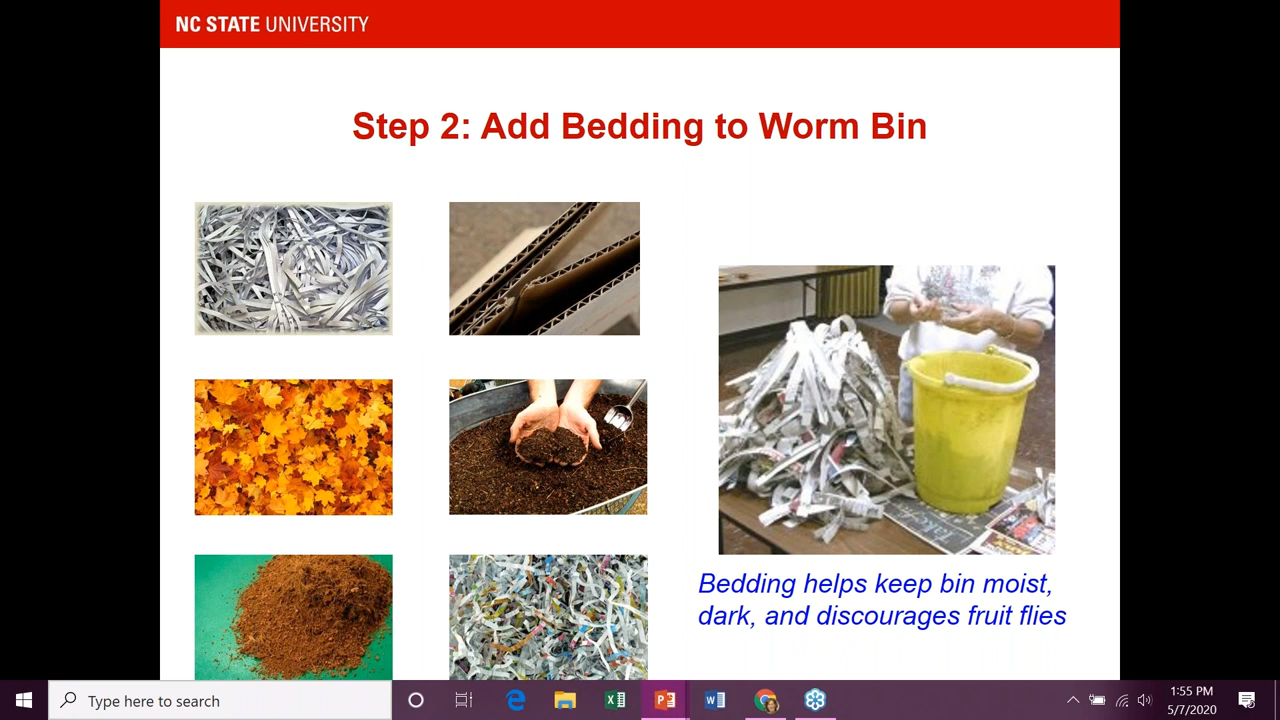 NC STATE UNIVERSITY
Step 2: Add Bedding to Worm Bin
Bedding helps keep bin moist,
dark, and discourages fruit flies
Type here to search
1:55 PM
5/7/2020